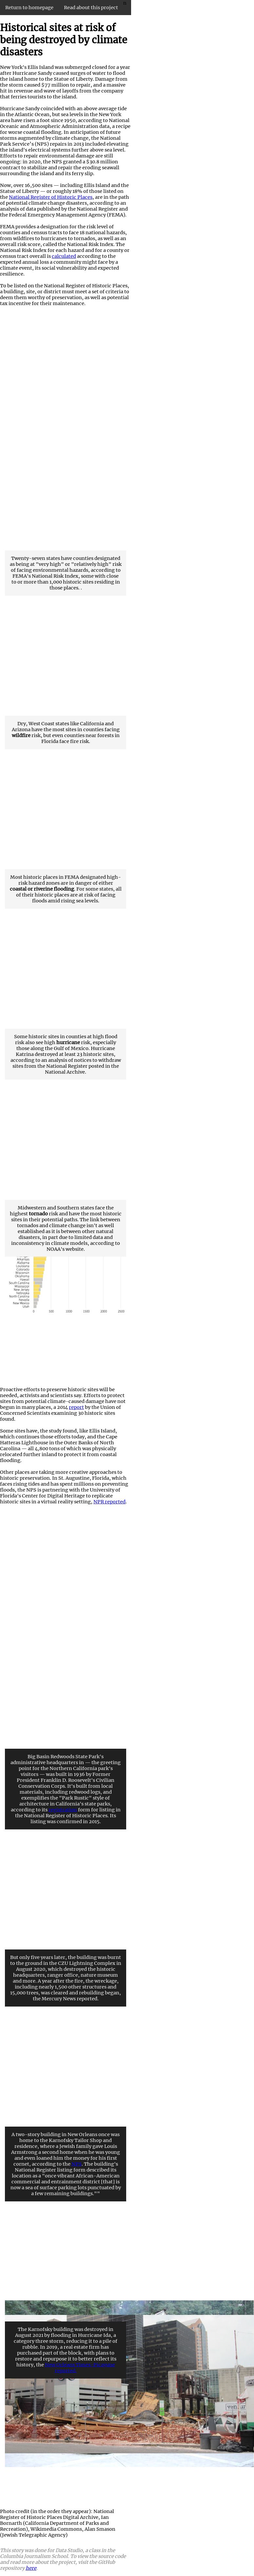 Return to homepage Read about this project
Historical sites at risk of
being destroyed by climate
disasters
New York's Ellis Island was submerged closed for a year
after Hurricane Sandy caused surges of water to flood
the island home to the Statue of Liberty. Damage from
the storm caused $77 million to repair, and a massive
hit in revenue and wave of layoffs from the company
that ferries tourists to the island.
Hurricane Sandy coincided with an above average tide
in the Atlantic Ocean, but sea levels in the New York
area have risen a foot since 1930, according to National
Oceanic and Atmospheric Administration data, a recipe
for worse coastal flooding. In anticipation of future
storms augmented by climate change, the National
Park Service's (NPS) repairs in 2013 included elevating
the island's electrical systems further above sea level.
Efforts to repair environmental damage are still
ongoing: in 2020, the NPS granted a $30.8 million
contract to stabilize and repair the eroding seawall
surrounding the island and its ferry slip.
Now, over 16,500 sites — including Ellis Island and the
Statue of Liberty — or roughly 18% of those listed on
the National Register of Historic Places, are in the path
of potential climate change disasters, according to an
analysis of data published by the National Register and
the Federal Emergency Management Agency (FEMA).
FEMA provides a designation for the risk level of
counties and census tracts to face 18 national hazards,
from wildfires to hurricanes to tornados, as well as an
overall risk score, called the National Risk Index. The
National Risk Index for each hazard for a county or
census tract overall is calculated according to the
expected annual loss a community might face by a
climate event, its social vulnerability and expected
resilience.
To be listed on the National Register of Historic Places,
a building, site, or district must meet a set of criteria to
deem them worthy of preservation, as well as potential
tax incentive for their maintenance.
Twenty-seven states have counties designated
as being at "very high" or "relatively high" risk
of facing environmental hazards, according to
FEMA's National Risk Index, some with close
to or more than 1,000 historic sites residing in
those places. .
Dry, West Coast states like California and
Arizona have the most sites in counties facing
wildfire risk, but even counties near forests in
Florida face fire risk.
Most historic places in FEMA designated high-
risk hazard zones are in danger of either
coastal or riverine flooding. For some states, all
of their historic places are at risk of facing
floods amid rising sea levels.
Some historic sites in counties at high flood
risk also see high hurricane risk, especially
those along the Gulf of Mexico. Hurricane
Katrina destroyed at least 23 historic sites,
according to an analysis of notices to withdraw
sites from the National Register posted in the
National Archive.
Midwestern and Southern states face the
highest tornado risk and have the most historic
sites in their potential paths. The link between
tornados and climate change isn't as well
established as it is between other natural
disasters, in part due to limited data and
inconsistency in climate models, according to
NOAA's website.
Proactive efforts to preserve historic sites will be
needed, activists and scientists say. Efforts to protect
sites from potential climate-caused damage have not
begun in many places, a 2014 report by the Union of
Concerned Scientists examining 30 historic sites
found.
Some sites have, the study found, like Ellis Island,
which continues those efforts today, and the Cape
Hatteras Lighthouse in the Outer Banks of North
Carolina — all 4,800 tons of which was physically
relocated further inland to protect it from coastal
flooding.
Other places are taking more creative approaches to
historic preservation. In St. Augustine, Florida, which
faces rising tides and has spent millions on preventing
floods, the NPS is partnering with the University of
Florida's Center for Digital Heritage to replicate
historic sites in a virtual reality setting, NPR reported.
Big Basin Redwoods State Park's
administrative headquarters in — the greeting
point for the Northern California park's
visitors — was built in 1936 by Former
President Franklin D. Roosevelt's Civilian
Conservation Corps. It's built from local
materials, including redwood logs, and
exemplifies the "Park Rustic" style of
architecture in California's state parks,
according to its form for listing in
the National Register of Historic Places. Its
listing was confirmed in 2015.
But only five years later, the building was burnt
to the ground in the CZU Lightning Complex in
August 2020, which destroyed the historic
headquarters, ranger office, nature museum
and more. A year after the fire, the wreckage,
including nearly 1,500 other structures and
15,000 trees, was cleared and rebuilding began,
the Mercury News reported.
A two-story building in New Orleans once was
home to the Karnofsky Tailor Shop and
residence, where a Jewish family gave Louis
Armstrong a second home when he was young
and even loaned him the money for his first
cornet, according to the The building's
National Register listing form described its
location as a "once vibrant African-American
commercial and entertainment district [that] is
now a sea of surface parking lots punctuated by
a few remaining buildings.""
The Karnofsky building was destroyed in
August 2021 by flooding in Hurricane Ida, a
category three storm, reducing it to a pile of
robble. In 2019, a real estate firm has
purchased part of the block, with plans to
restore and repurpose it to better reflect its
history, the
Photo credit (in the order they appear): National
Register of Historic Places Digital Archive, Ian
Bornarth (California Department of Parks and
Recreation), Wikimedia Commons, Alan Smason
(Jewish Telegraphic Agency)
This story was done for Data Studio, a class in the
Columbia Journalism School. To view the source code
and read more about the project, visit the GitHub
repository here